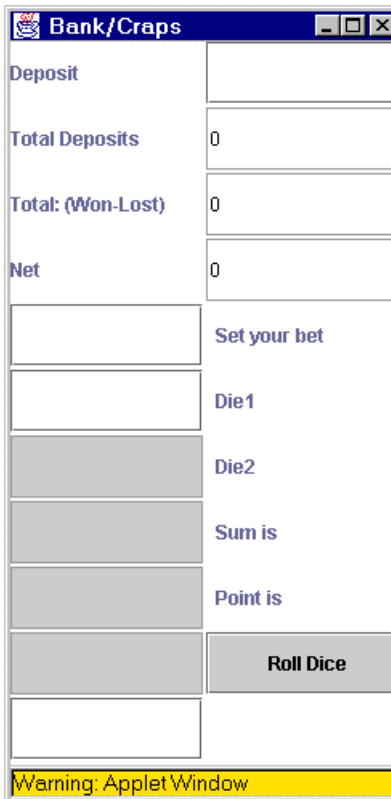 Bank/Craps
Deposit
Total Deposits 0
Total: (Won-Lost) 0
Net 0
Set your bet
Die1
Die2
Sum is
Point is
Roll Dice
Warning: Applet Window